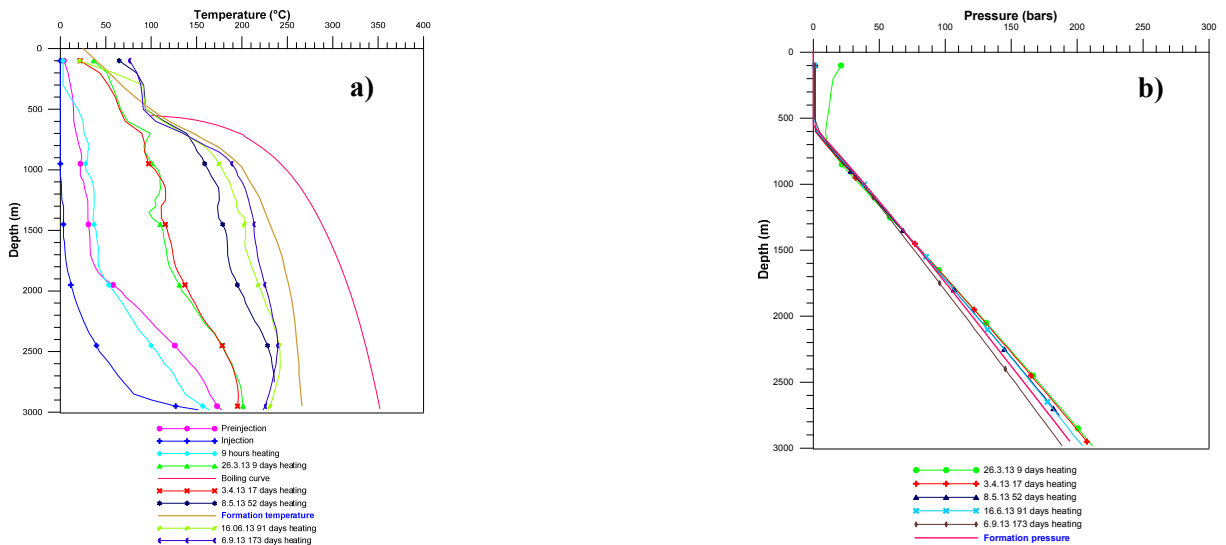 Temperature (°C)
0 50 100 150 200 250 300 350 400
0
500
1000
1500
2000
2500
3000
Depth (m)
a)
Preinjection
Injection
9 hours heating
26.3.13 9 days heating
Boiling curve
3.4.13 17 days heating
8.5.13 52 days heating
Formation temperature
16.06.13 91 days heating
6.9.13 173 days heating
Pressure (bars)
0 50 100 150 200 250 300
0
500
1000
1500
2000
2500
3000
Depth (m)
b)
26.3.13 9 days heating
3.4.13 17 days heating
8.5.13 52 days heating
16.6.13 91 days heating
6.9.13 173 days heating
Formation pressure